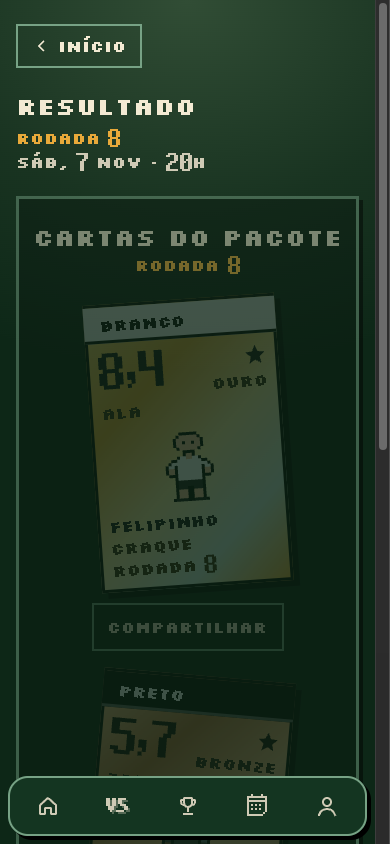 INÍCIO
RESULTADO
RODADA 8
SÁB, 7 NOV · 20H
CARTAS DO PACOTE
RODADA 8
BRANCO
8,4
OURO
ALA
FELIPINHO
CRAQUE
RODADA 8
COMPARTILHAR
PRETO
5,7
BRONZE
VS